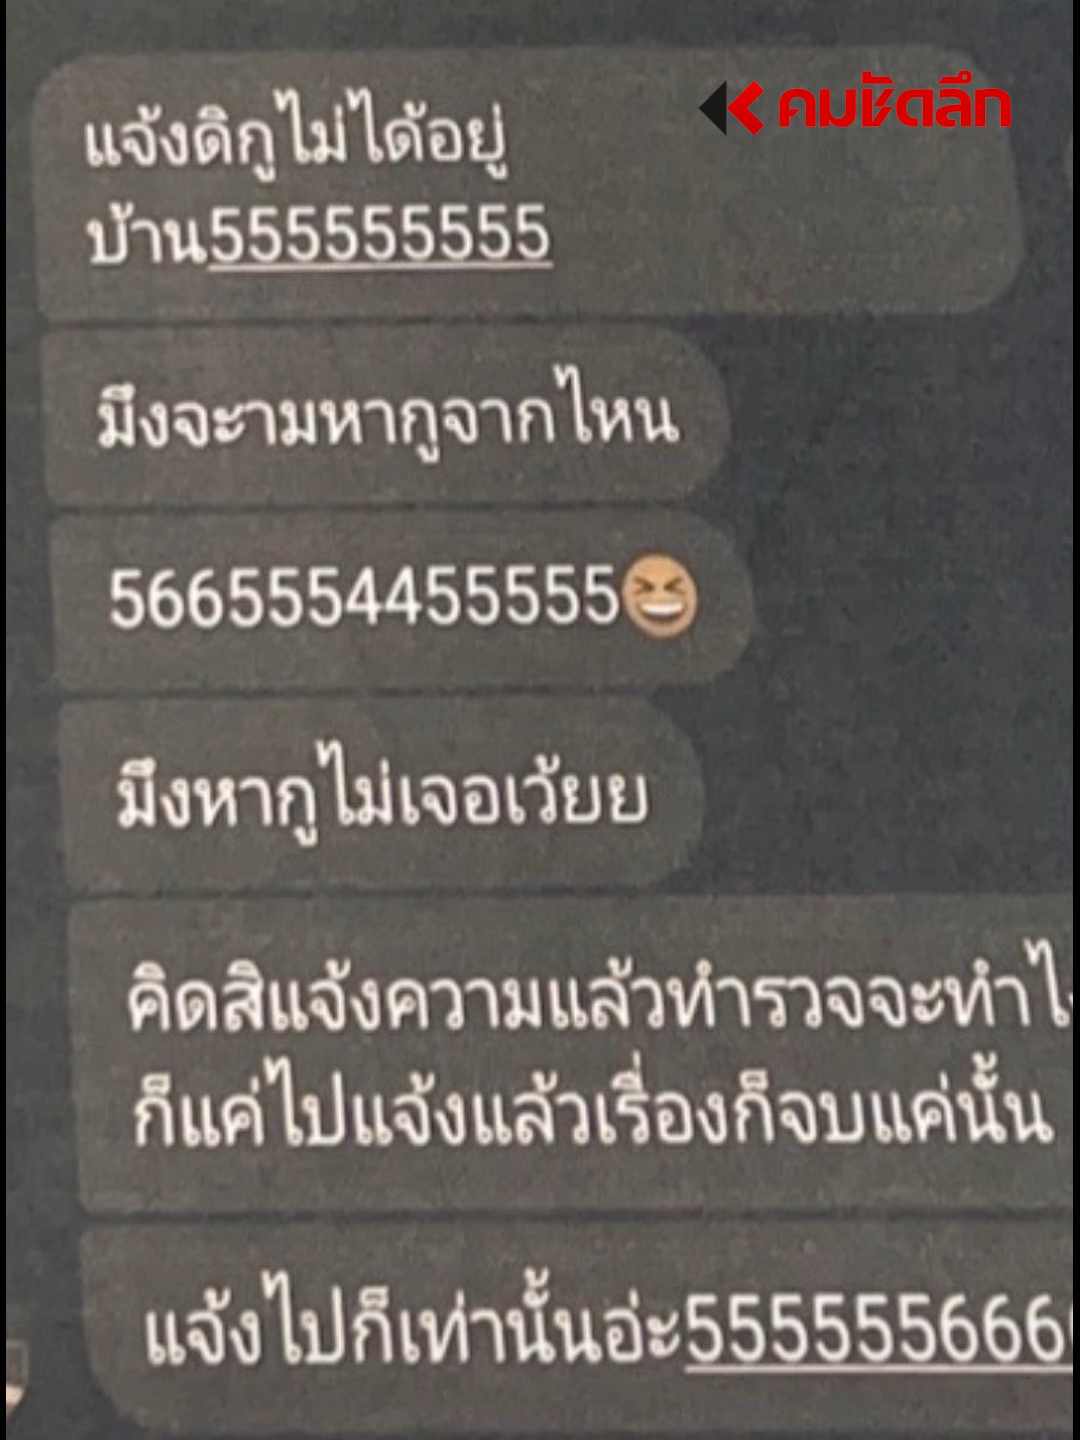 คมชัดลึก
แจ้งดิกูไม่ได้อยู่
บ้าน555555555
มึงจะามหากูจากไหน
5665555445555😆
มึงหากูไม่เจอเว้ยย
คิดสิแจ้งความแล้วทำรวจจะทำไ
ก็แค่ไปแจ้งแล้วเรื่องก็จบแค่นั้น
แจ้งไปก็เท่านั้นอ่ะ555555666